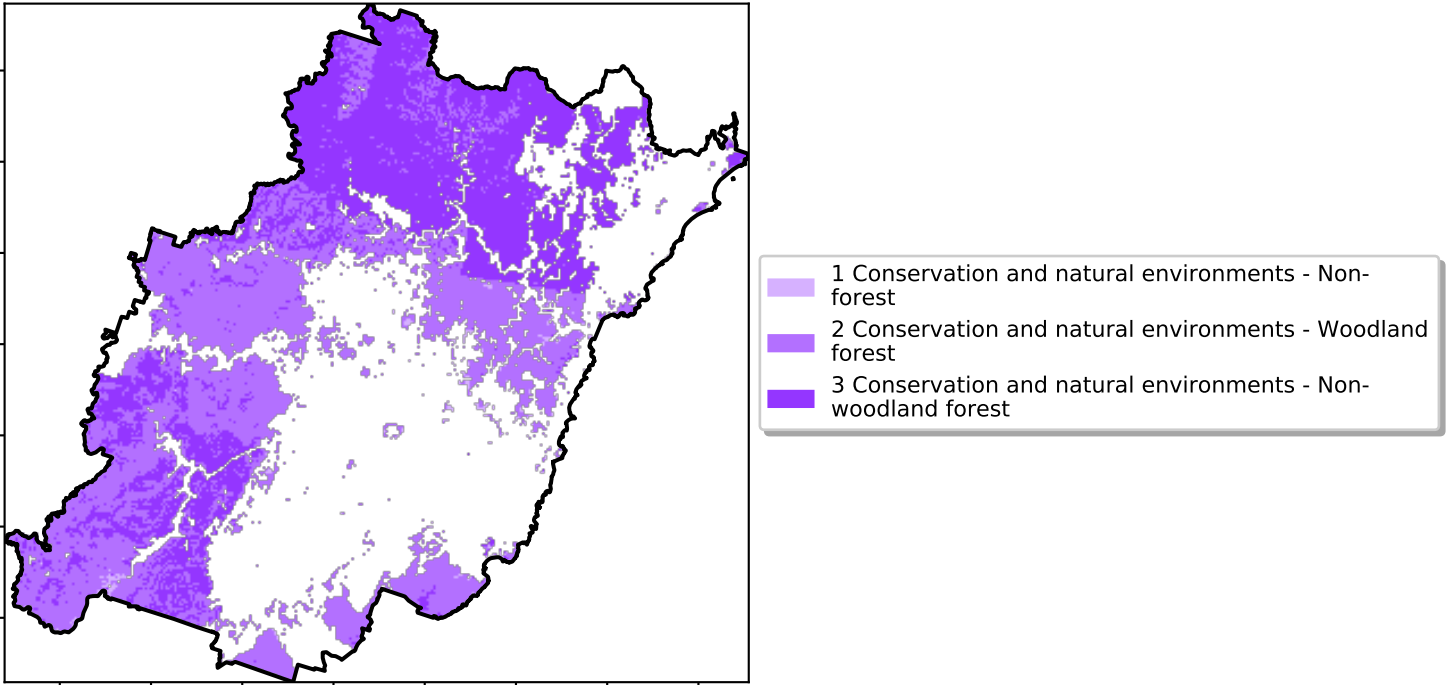 1 Conservation and natural environments - Non-
forest
2 Conservation and natural environments - Woodland
forest
3 Conservation and natural environments - Non-
woodland forest